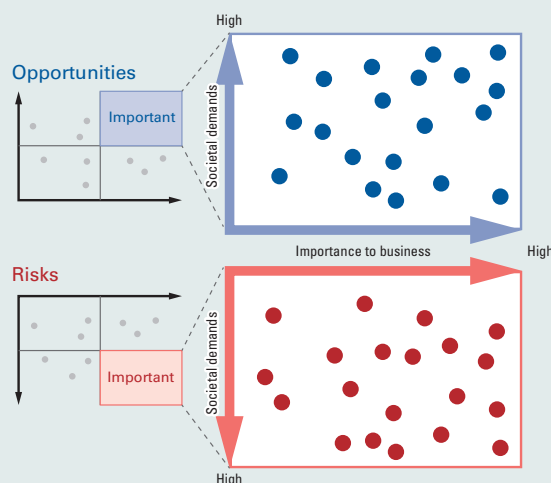 High
Opportunities
Important
Societal demands
Importance to business
High
Risks
Important
Societal demands
High